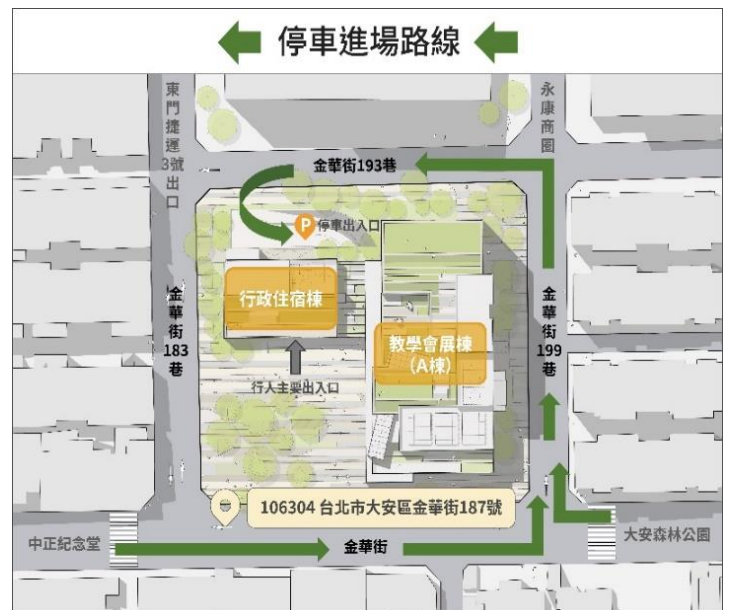 停車進場路線
東門捷運3號出口
永康商圈
金華街193巷
停車出入口
行政住宿棟
金華街183巷
金華街199巷
教學會展棟
(A棟)
行人主要出入口
106304 台北市大安區金華街187號
中正紀念堂
金華街
大安森林公園